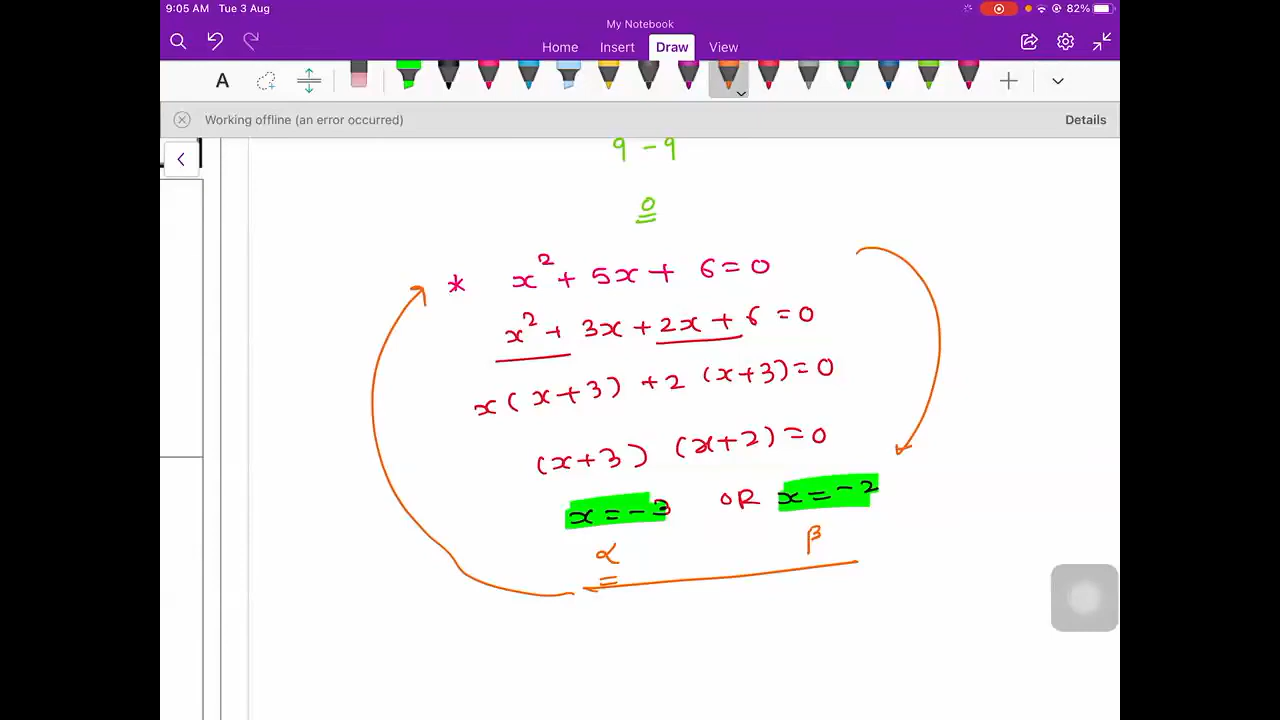 9:05 AM Tue 3 Aug 82%
My Notebook
Home Insert Draw View
A
Working offline (an error occurred) Details
9 - 9
0
* x² + 5x + 6 = 0
x² + 3x + 2x + 6 = 0
x(x+3) + 2 (x+3) = 0
(x+3) (x+2) = 0
x = -3 OR x = -2
α β